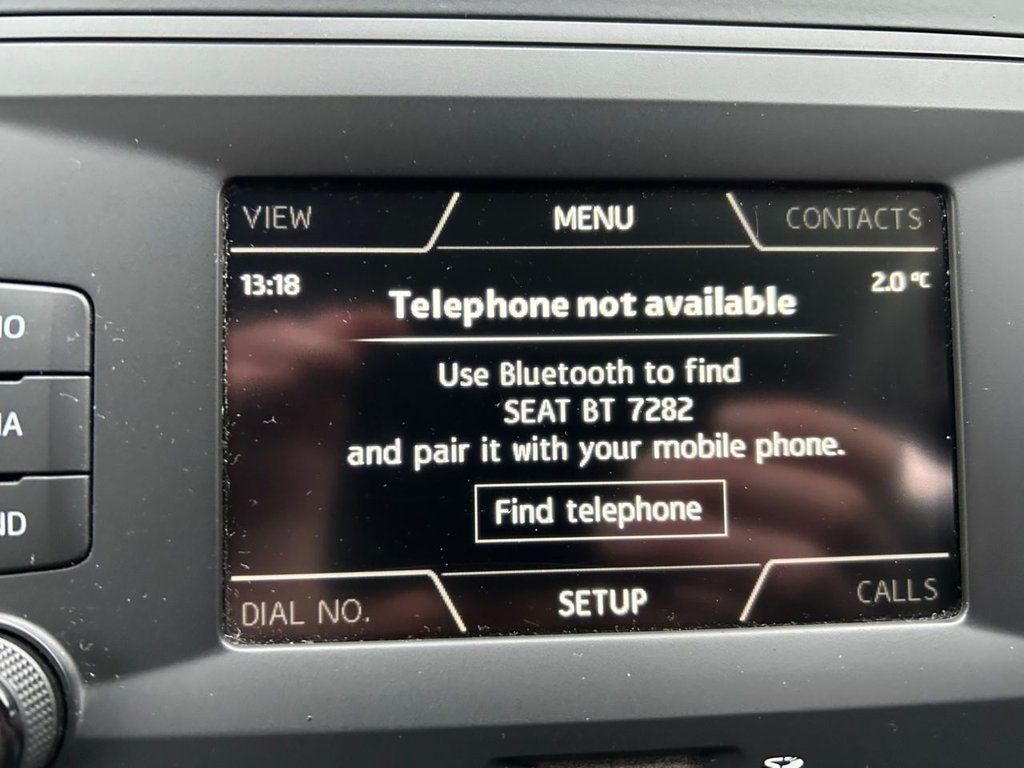 VIEW MENU CONTACTS
13:18 2.0 °C
Telephone not available
Use Bluetooth to find
SEAT BT 7282
and pair it with your mobile phone.
Find telephone
DIAL NO. SETUP CALLS